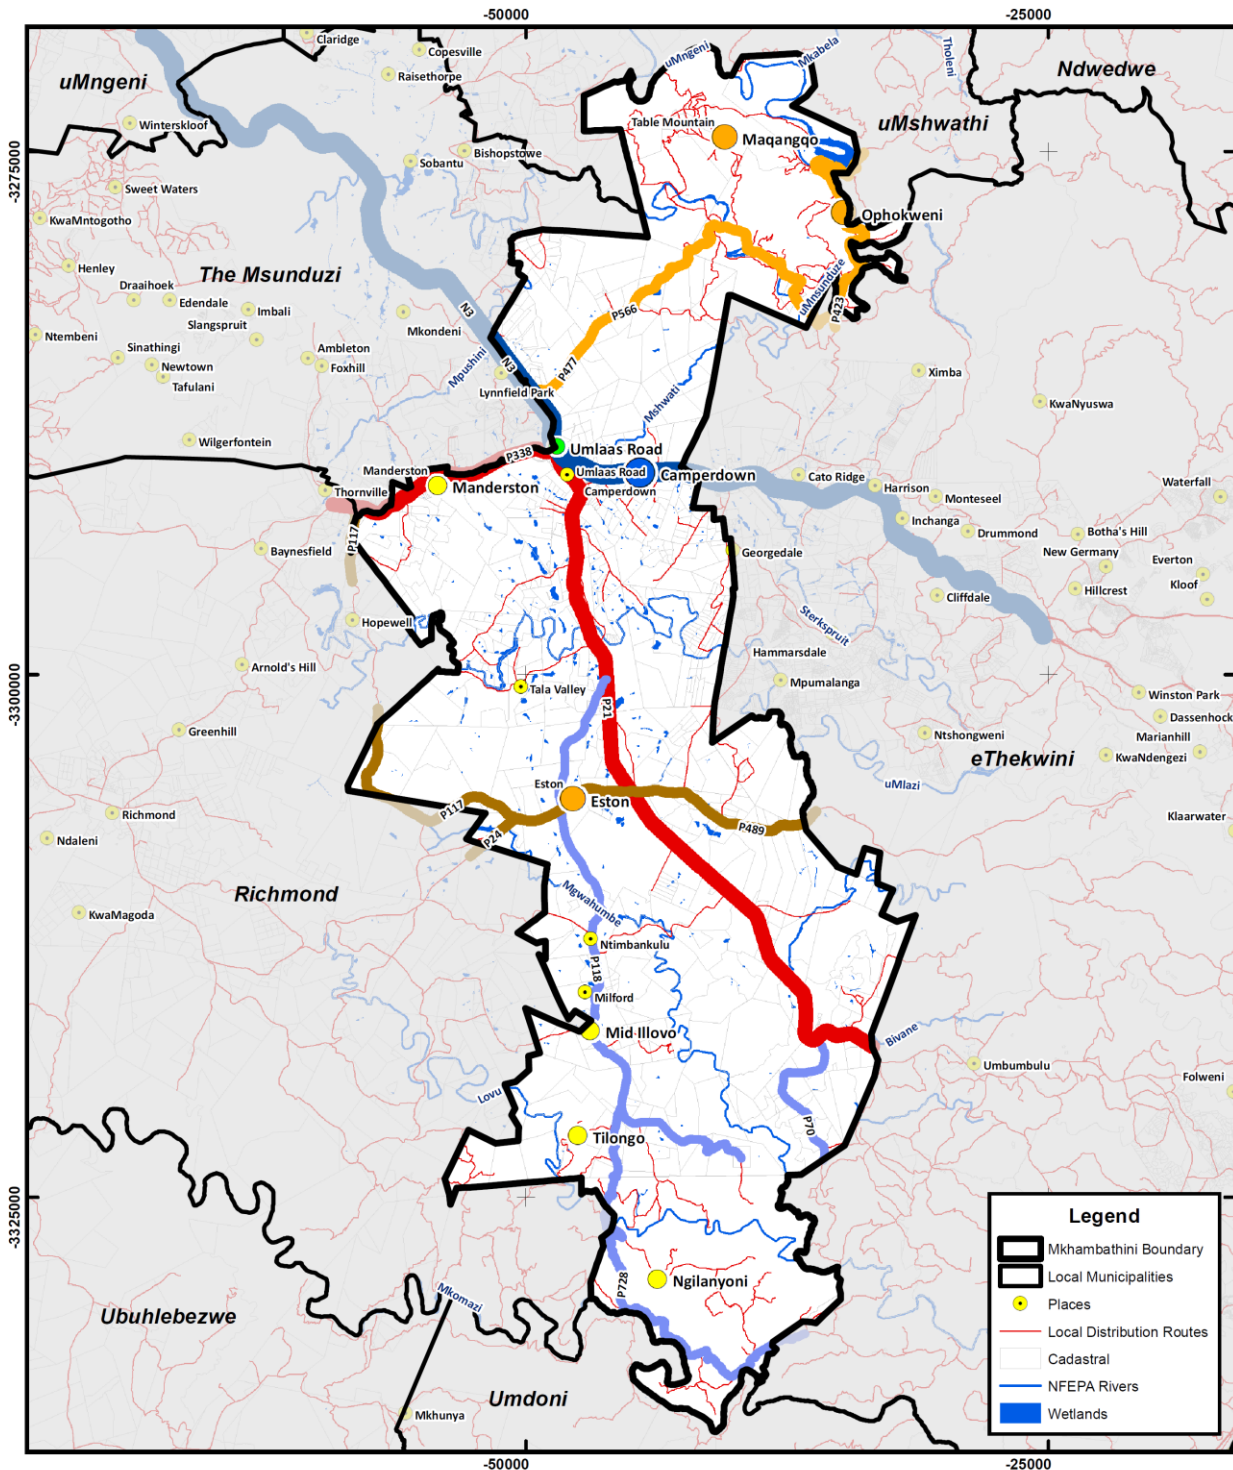 -50000
-25000
Claridge
Copesville
uMngeni
Mkabela
Tholeni
uMngeni
Raisethorpe
Ndwedwe
Winterskloof
Table Mountain
Maqangqo
uMshwathi
-3275000
Bishopstowe
Sobantu
Sweet Waters
KwaMntogotho
Ophokweni
Henley
The Msunduzi
Draaihoek
Edendale
Imbali
uMnsunduze
P423
N3
P566
Slangspruit
Mkondeni
Ntembeni
Sinathingi
Ambleton
Newtown
Foxhill
Tafulani
Mpushini
N3
P477
Ximba
Lynnfield Park
Mshwati
KwaNyuswa
Wilgerfontein
P338
Umlaas Road
Manderston
Umlaas Road
Camperdown
Cato Ridge
Manderston
Camperdown
Harrison
Waterfall
Thornville
Monteseel
Inchanga
Drummond
Botha's Hill
P117
Baynesfield
Georgedale
New Germany
Everton
Kloof
Hillcrest
Cliffdale
Hopewell
Sterkspruit
Arnold's Hill
Hammarsdale
-3300000
Tala Valley
Mpumalanga
Winston Park
P21
Dassenhock
Greenhill
Ntshongweni
Marianhill
eThekwini
KwaNdengezi
Eston
uMlazi
Eston
P117
Richmond
P489
Klaarwater
Ndaleni
P24
Richmond
Mgwahumbe
KwaMagoda
Ntimbankulu
P118
Milford
Mid Illovo
Bivane
Umbumbulu
Folweni
Lovu
P70
Tilongo
-3325000
Ngilanyoni
P728
Mkomazi
Ubuhlebezwe
Umdoni
Mkhunya
Legend
Mkhambathini Boundary
Local Municipalities
Places
Local Distribution Routes
Cadastral
NFEPA Rivers
Wetlands
-50000
-25000